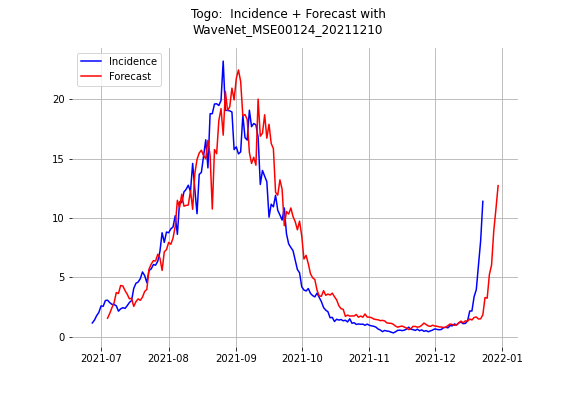 Togo:  Incidence + Forecast with
WaveNet_MSE00124_20211210
Incidence
Forecast
20
15
10
5
0
2021-07 2021-08 2021-09 2021-10 2021-11 2021-12 2022-01